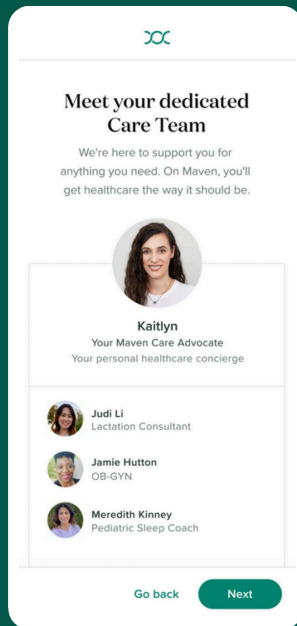 Meet your dedicated
Care Team
We're here to support you for
anything you need. On Maven, you'll
get healthcare the way it should be.
Kaitlyn
Your Maven Care Advocate
Your personal healthcare concierge
Judi Li
Lactation Consultant
Jamie Hutton
OB-GYN
Meredith Kinney
Pediatric Sleep Coach
Go back
Next